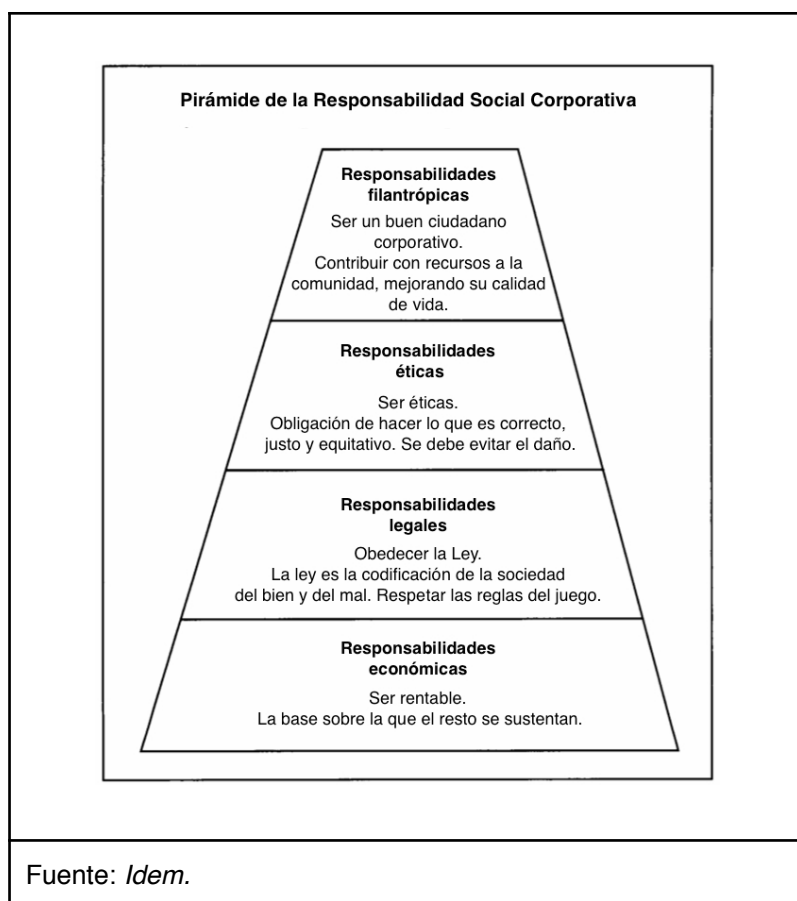 Pirámide de la Responsabilidad Social Corporativa
Responsabilidades
filantrópicas
Ser un buen ciudadano
corporativo.
Contribuir con recursos a la
comunidad, mejorando su calidad
de vida.
Responsabilidades
éticas
Ser éticas.
Obligación de hacer lo que es correcto,
justo y equitativo. Se debe evitar el daño.
Responsabilidades
legales
Obedecer la Ley.
La ley es la codificación de la sociedad
del bien y del mal. Respetar las reglas del juego.
Responsabilidades
económicas
Ser rentable.
La base sobre la que el resto se sustentan.
Fuente: Idem.